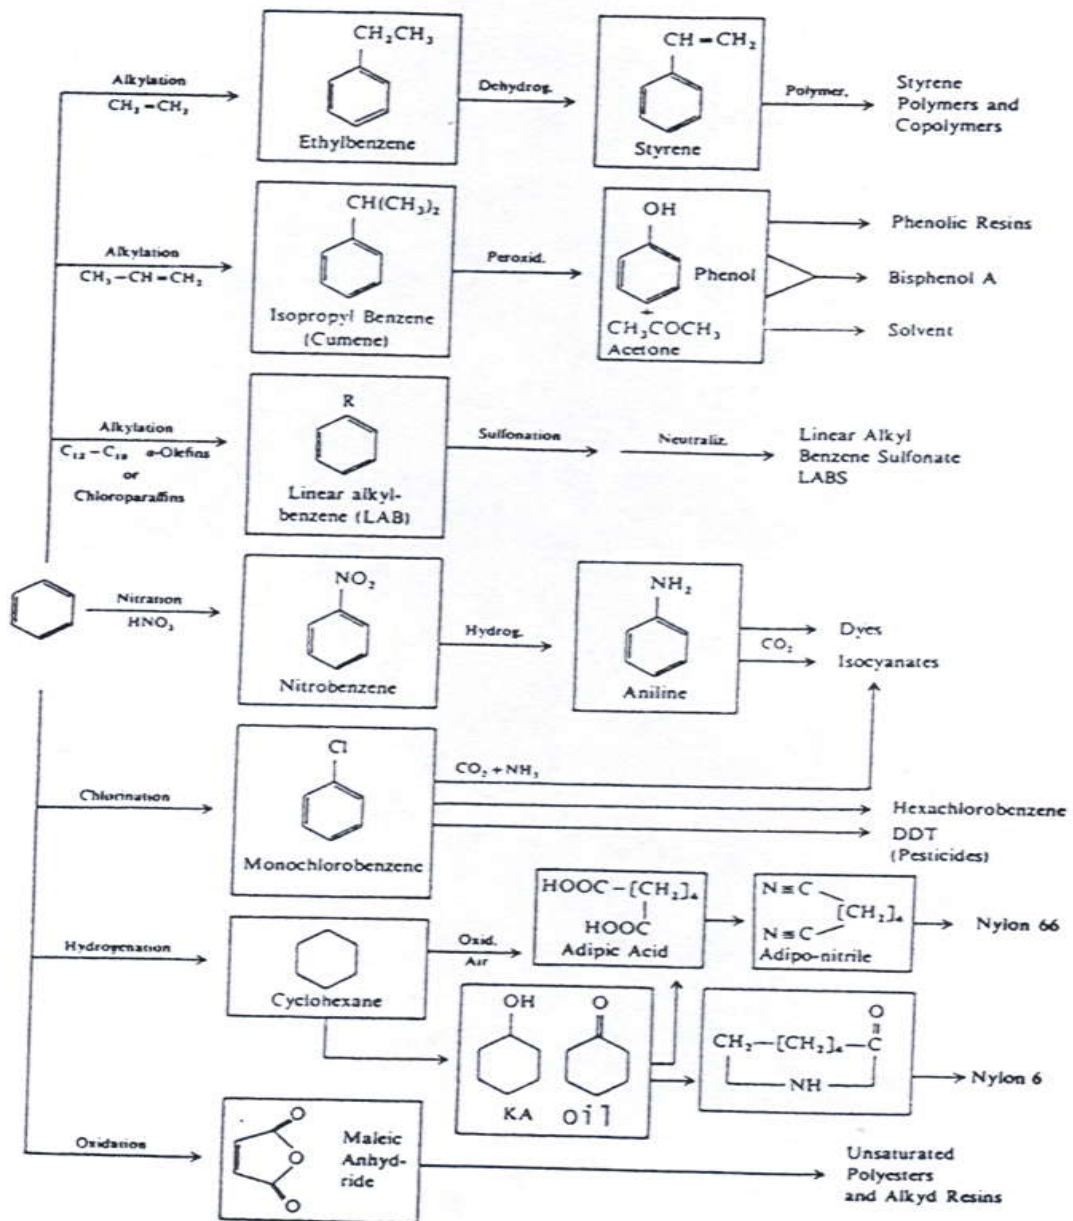 Alkylation
CH₂=CH₂
CH₂CH₃
Ethylbenzene
Dehydrog.
CH=CH₂
Styrene
Polymer.
Styrene
Polymers and
Copolymers
Alkylation
CH₃-CH=CH₂
CH(CH₃)₂
Isopropyl Benzene
(Cumene)
Peroxid.
OH
Phenol
+
CH₃COCH₃
Acetone
Phenolic Resins
Bisphenol A
Solvent
Alkylation
C₁₂-C₁₈ α-Olefins
or
Chloroparaffins
R
Linear alkyl-
benzene (LAB)
Sulfonation
Neutraliz.
Linear Alkyl
Benzene Sulfonate
LABS
Nitration
HNO₃
NO₂
Nitrobenzene
Hydrog.
NH₂
Aniline
CO₂
Dyes
Isocyanates
Chlorination
Cl
Monochlorobenzene
CO₂+NH₃
Hexachlorobenzene
DDT
(Pesticides)
Hydrogenation
Cyclohexane
Oxid.
Air
HOOC-[CH₂]₄
HOOC
Adipic Acid
N≡C
[CH₂]₄
N≡C
Adipo-nitrile
Nylon 66
OH
O
KA oil
O
CH₂-[CH₂]₄-C
NH
Nylon 6
Oxidation
O
O
O
Maleic
Anhyd-
ride
Unsaturated
Polyesters
and Alkyd Resins